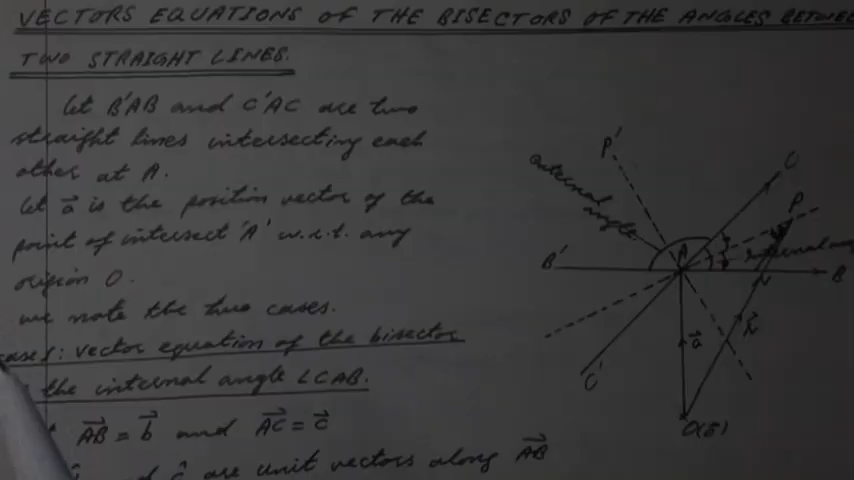 VECTORS EQUATIONS OF THE BISECTORS OF THE ANGLES BETWEE
TWO STRAIGHT LINES.
Let B'AB and C'AC are two
straight lines intersecting each
other at A.
Let a⃗ is the position vector of the
point of intersect 'A' w.r.t. any
origin O.
we note the two cases.
case1: vector equation of the bisector
the internal angle ∠CAB.
AB⃗ = b⃗ and AC⃗ = c⃗
ĉ are unit vectors along AB⃗
P'
C
external
angle
P
A
B'
B
N
a⃗
C'